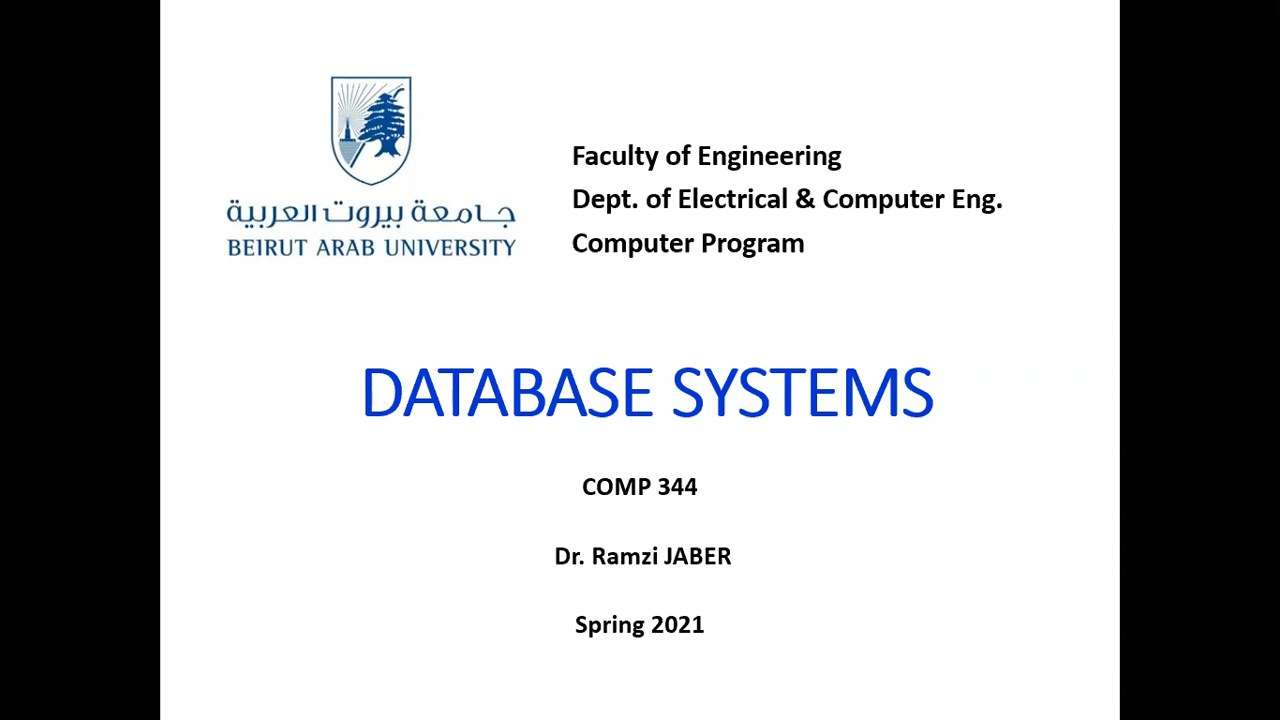 جامعة بيروت العربية
BEIRUT ARAB UNIVERSITY
Faculty of Engineering
Dept. of Electrical & Computer Eng.
Computer Program
DATABASE SYSTEMS
COMP 344
Dr. Ramzi JABER
Spring 2021